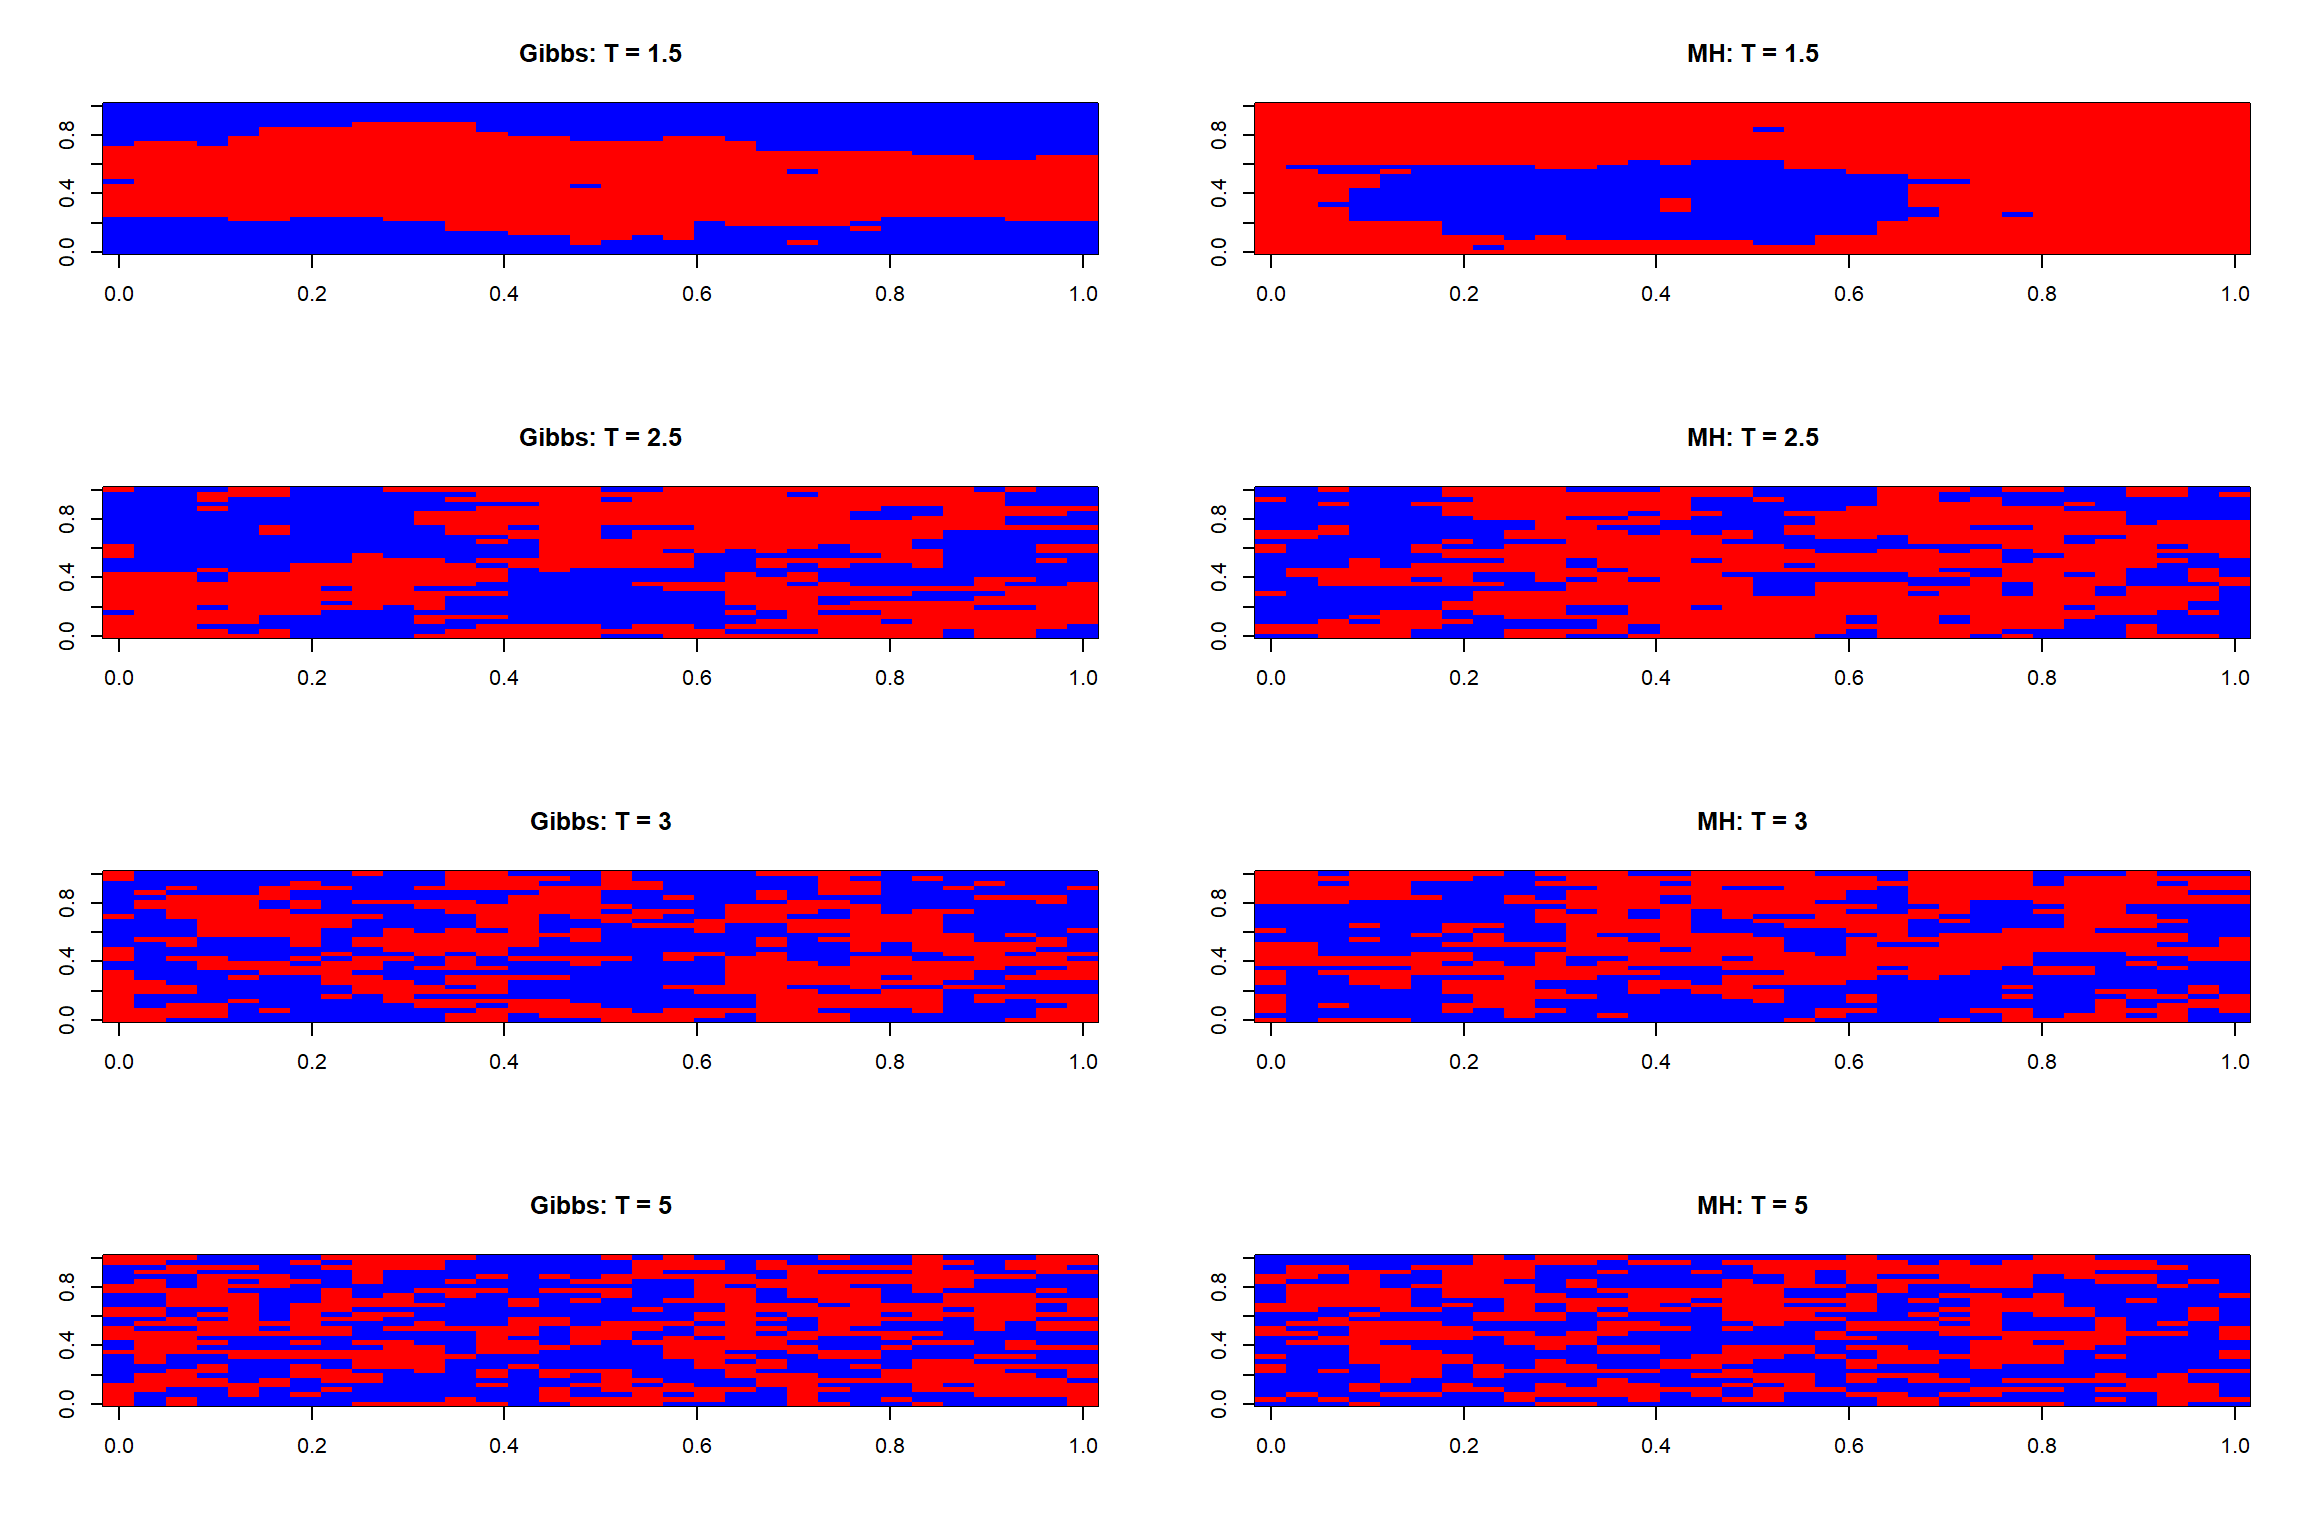 Gibbs: T = 1.5
0.0 0.4 0.8
0.0 0.2 0.4 0.6 0.8 1.0
MH: T = 1.5
0.0 0.4 0.8
0.0 0.2 0.4 0.6 0.8 1.0
Gibbs: T = 2.5
0.0 0.4 0.8
0.0 0.2 0.4 0.6 0.8 1.0
MH: T = 2.5
0.0 0.4 0.8
0.0 0.2 0.4 0.6 0.8 1.0
Gibbs: T = 3
0.0 0.4 0.8
0.0 0.2 0.4 0.6 0.8 1.0
MH: T = 3
0.0 0.4 0.8
0.0 0.2 0.4 0.6 0.8 1.0
Gibbs: T = 5
0.0 0.4 0.8
0.0 0.2 0.4 0.6 0.8 1.0
MH: T = 5
0.0 0.4 0.8
0.0 0.2 0.4 0.6 0.8 1.0